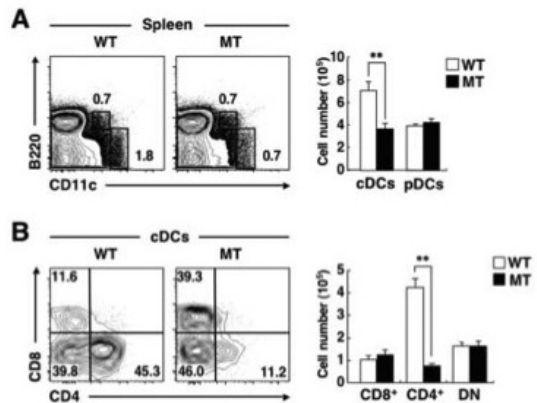 A
Spleen
WT
MT
0.7
1.8
0.7
0.7
B220
CD11c
Cell number (10⁵)
10
8
6
4
2
0
**
WT
MT
cDCs
pDCs
B
cDCs
WT
MT
11.6
39.8
45.3
39.3
46.0
11.2
CD8
CD4
Cell number (10⁵)
5
4
3
2
1
0
**
WT
MT
CD8⁺
CD4⁺
DN